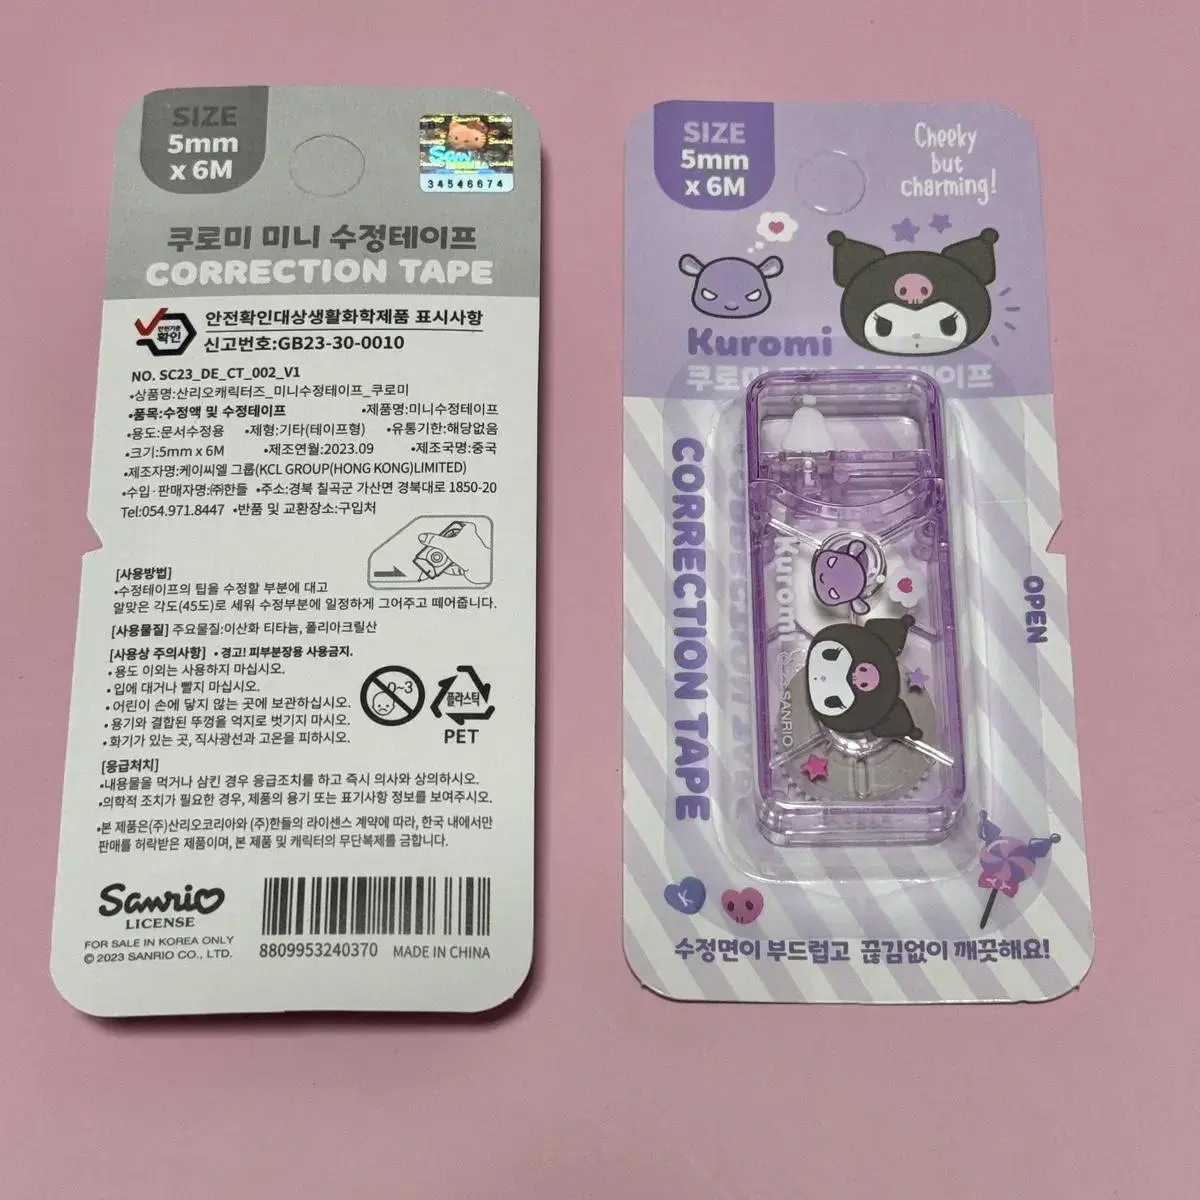 SIZE
5mm
x 6M
34546674
쿠로미 미니 수정테이프
CORRECTION TAPE
안전기준
확인
안전확인대상생활화학제품 표시사항
신고번호:GB23-30-0010
NO. SC23_DE_CT_002_V1
•상품명:산리오캐릭터즈_미니수정테이프_쿠로미
•품목:수정액 및 수정테이프 •제품명:미니수정테이프
•용도:문서수정용 •제형:기타(테이프형) •유통기한:해당없음
•크기:5mm x 6M •제조연월:2023.09 •제조국명:중국
•제조자명:케이씨엘 그룹(KCL GROUP(HONG KONG)LIMITED)
•수입·판매자명:㈜한들 •주소:경북 칠곡군 가산면 경북대로 1850-20
Tel:054.971.8447 •반품 및 교환장소:구입처
[사용방법]
•수정테이프의 팁을 수정할 부분에 대고
알맞은 각도(45도)로 세워 수정부분에 일정하게 그어주고 떼어줍니다.
[사용물질] 주요물질:이산화 티타늄, 폴리아크릴산
[사용상 주의사항] •경고! 피부분장용 사용금지.
•용도 이외는 사용하지 마십시오.
•입에 대거나 빨지 마십시오.
•어린이 손에 닿지 않는 곳에 보관하십시오.
•용기와 결합된 뚜껑을 억지로 벗기지 마시오.
•화기가 있는 곳, 직사광선과 고온을 피하시오.
0~3
플라스틱
PET
[응급처치]
•내용물을 먹거나 삼킨 경우 응급조치를 하고 즉시 의사와 상의하시오.
•의학적 조치가 필요한 경우, 제품의 용기 또는 표기사항 정보를 보여주시오.
•본 제품은(주)산리오코리아와 (주)한들의 라이센스 계약에 따라, 한국 내에서만
판매를 허락받은 제품이며, 본 제품 및 캐릭터의 무단복제를 금합니다.
Sanrio
LICENSE
FOR SALE IN KOREA ONLY
© 2023 SANRIO CO., LTD.
8809953240370 MADE IN CHINA
SIZE
5mm
x 6M
Cheeky
but
charming!
Kuromi
쿠로미 미니 수정테이프
CORRECTION TAPE
Kuromi
SANRIO
OPEN
K
수정면이 부드럽고 끊김없이 깨끗해요!